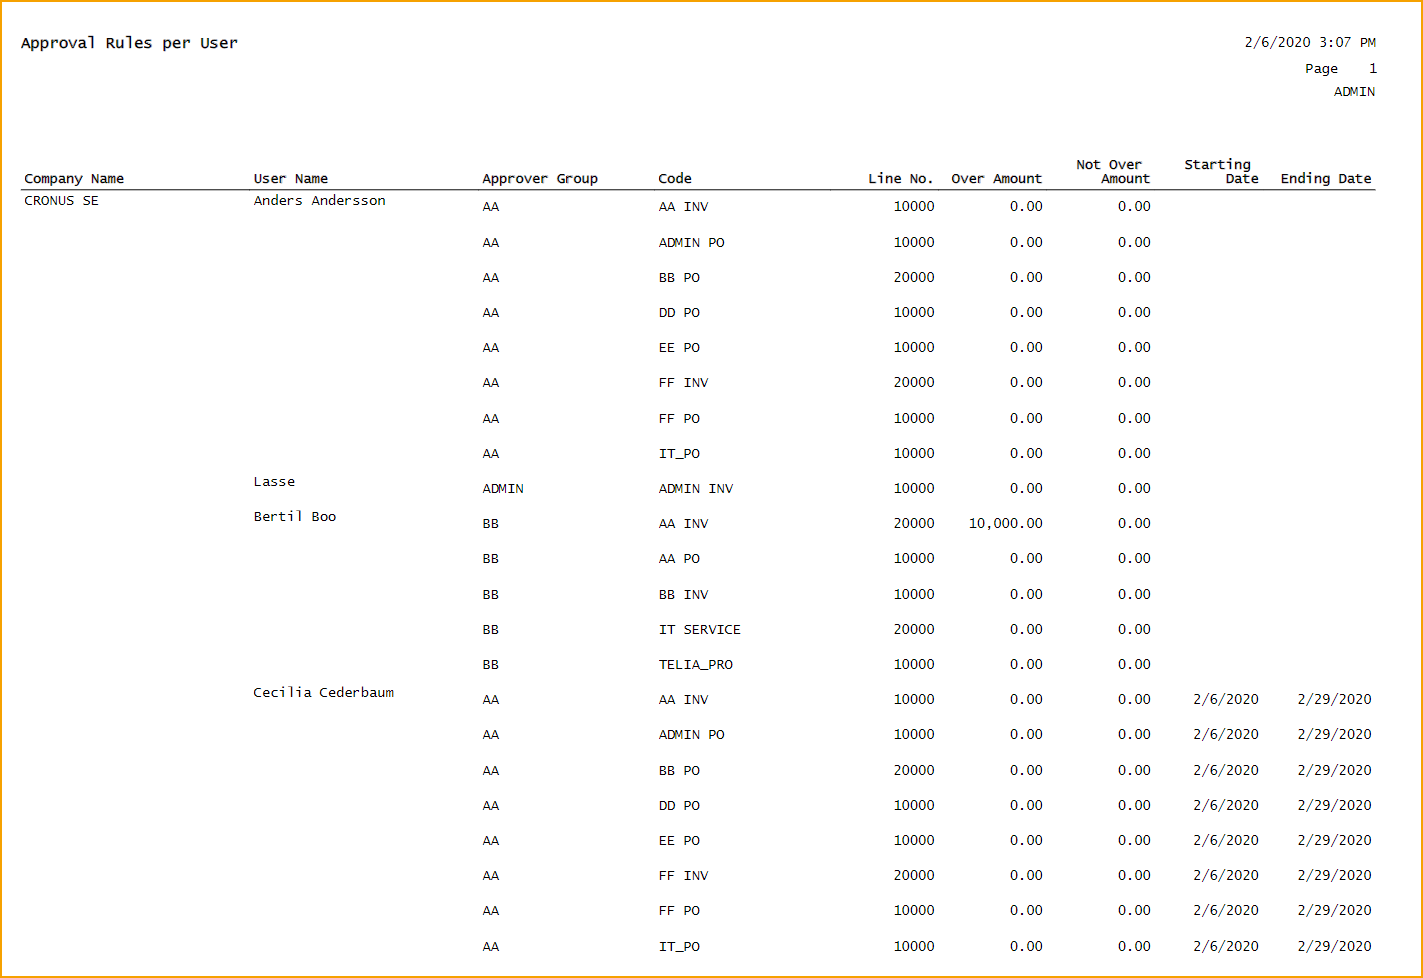 Approval Rules per User 2/6/2020 3:07 PM
Page 1
ADMIN
Company Name User Name Approver Group Code Line No. Over Amount Not Over Amount Starting Date Ending Date
CRONUS SE Anders Andersson AA AA INV 10000 0.00 0.00
AA ADMIN PO 10000 0.00 0.00
AA BB PO 20000 0.00 0.00
AA DD PO 10000 0.00 0.00
AA EE PO 10000 0.00 0.00
AA FF INV 20000 0.00 0.00
AA FF PO 10000 0.00 0.00
AA IT_PO 10000 0.00 0.00
Lasse ADMIN ADMIN INV 10000 0.00 0.00
Bertil Boo BB AA INV 20000 10,000.00 0.00
BB AA PO 10000 0.00 0.00
BB BB INV 10000 0.00 0.00
BB IT SERVICE 20000 0.00 0.00
BB TELIA_PRO 10000 0.00 0.00
Cecilia Cederbaum AA AA INV 10000 0.00 0.00 2/6/2020 2/29/2020
AA ADMIN PO 10000 0.00 0.00 2/6/2020 2/29/2020
AA BB PO 20000 0.00 0.00 2/6/2020 2/29/2020
AA DD PO 10000 0.00 0.00 2/6/2020 2/29/2020
AA EE PO 10000 0.00 0.00 2/6/2020 2/29/2020
AA FF INV 20000 0.00 0.00 2/6/2020 2/29/2020
AA FF PO 10000 0.00 0.00 2/6/2020 2/29/2020
AA IT_PO 10000 0.00 0.00 2/6/2020 2/29/2020